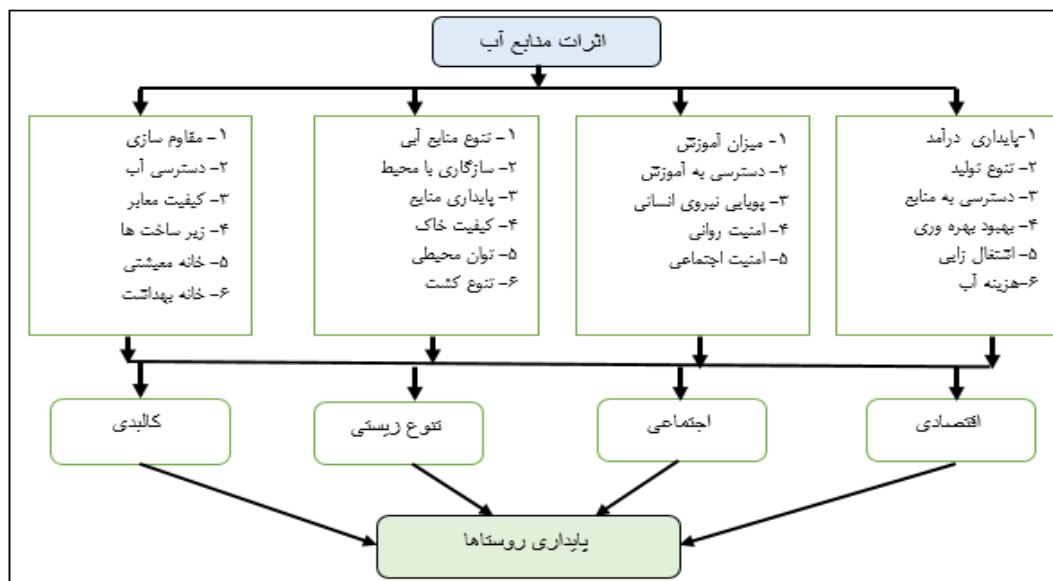 اثرات منابع آب
۱-پایداری درآمد
۲- تنوع تولید
۳- دسترسی به منابع
۴- بهبود بهره وری
۵- اشتغال زایی
۶-هزینه آب
۱- میزان آموزش
۲- دسترسی به آموزش
۳- پویایی نیروی انسانی
۴- امنیت روانی
۵- امنیت اجتماعی
۱- تنوع منابع آبی
۲- سازگاری با محیط
۳- پایداری منابع
۴- کیفیت خاک
۵- توان محیطی
۶- تنوع کشت
۱- مقاوم سازی
۲- دسترسی آب
۳- کیفیت معابر
۴- زیر ساخت ها
۵- خانه معیشتی
۶- خانه بهداشت
اقتصادی
اجتماعی
تنوع زیستی
کالبدی
پایداری روستاها